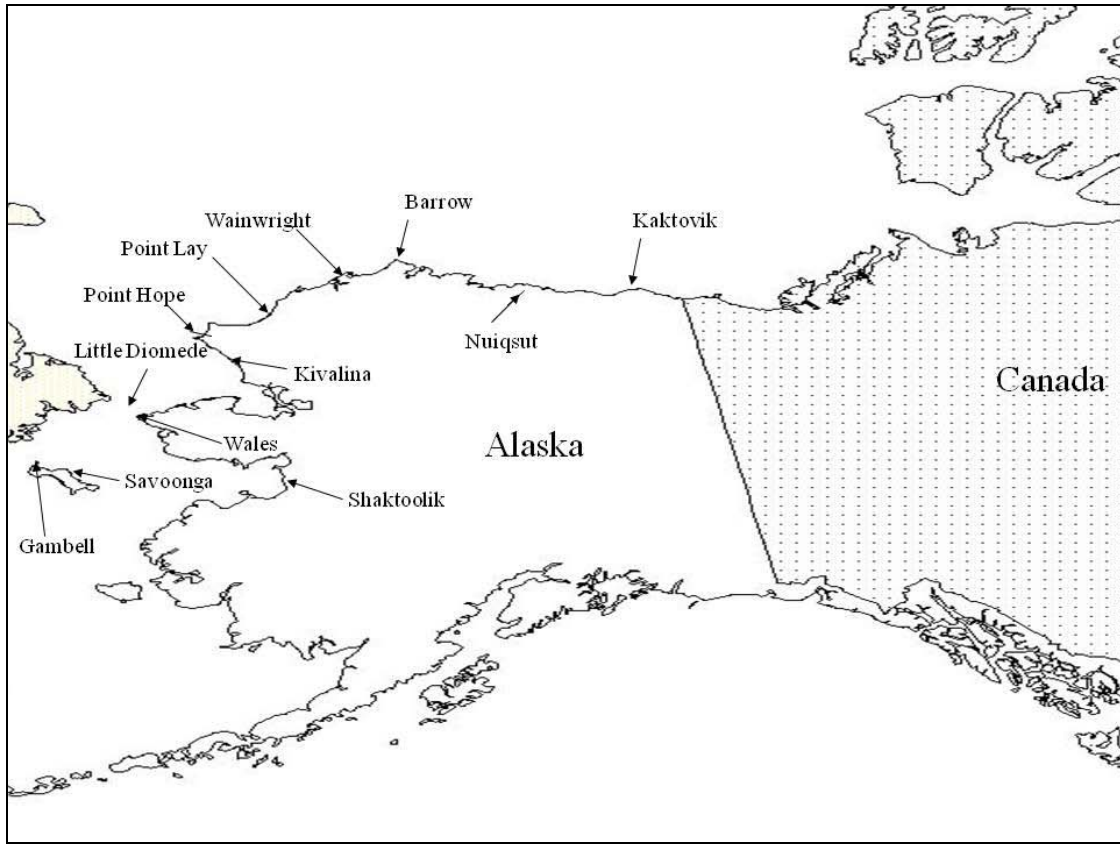 Barrow
Wainwright
Kaktovik
Point Lay
Point Hope
Nuiqsut
Little Diomede
Kivalina
Canada
Wales
Alaska
Savoonga
Shaktoolik
Gambell